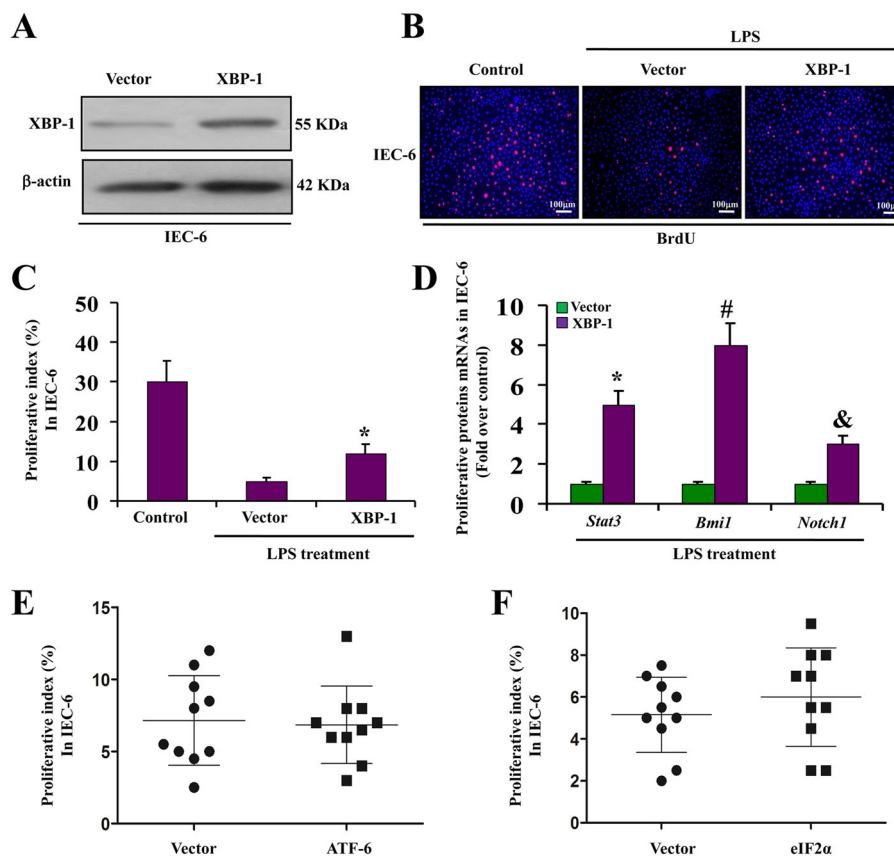 A
Vector XBP-1
XBP-1 55 KDa
β-actin 42 KDa
IEC-6
B
LPS
Control Vector XBP-1
IEC-6
100μm 100μm 100μm
BrdU
C
Proliferative index (%)
In IEC-6
50
40
30
20
10
0
*
Control Vector XBP-1
LPS treatment
D
Proliferative proteins mRNAs in IEC-6
(Fold over control)
10
8
6
4
2
0
Vector
XBP-1
* # &
Stat3 Bmi1 Notch1
LPS treatment
E
Proliferative index (%)
In IEC-6
15
10
5
0
Vector ATF-6
F
Proliferative index (%)
In IEC-6
10
8
6
4
2
0
Vector eIF2α